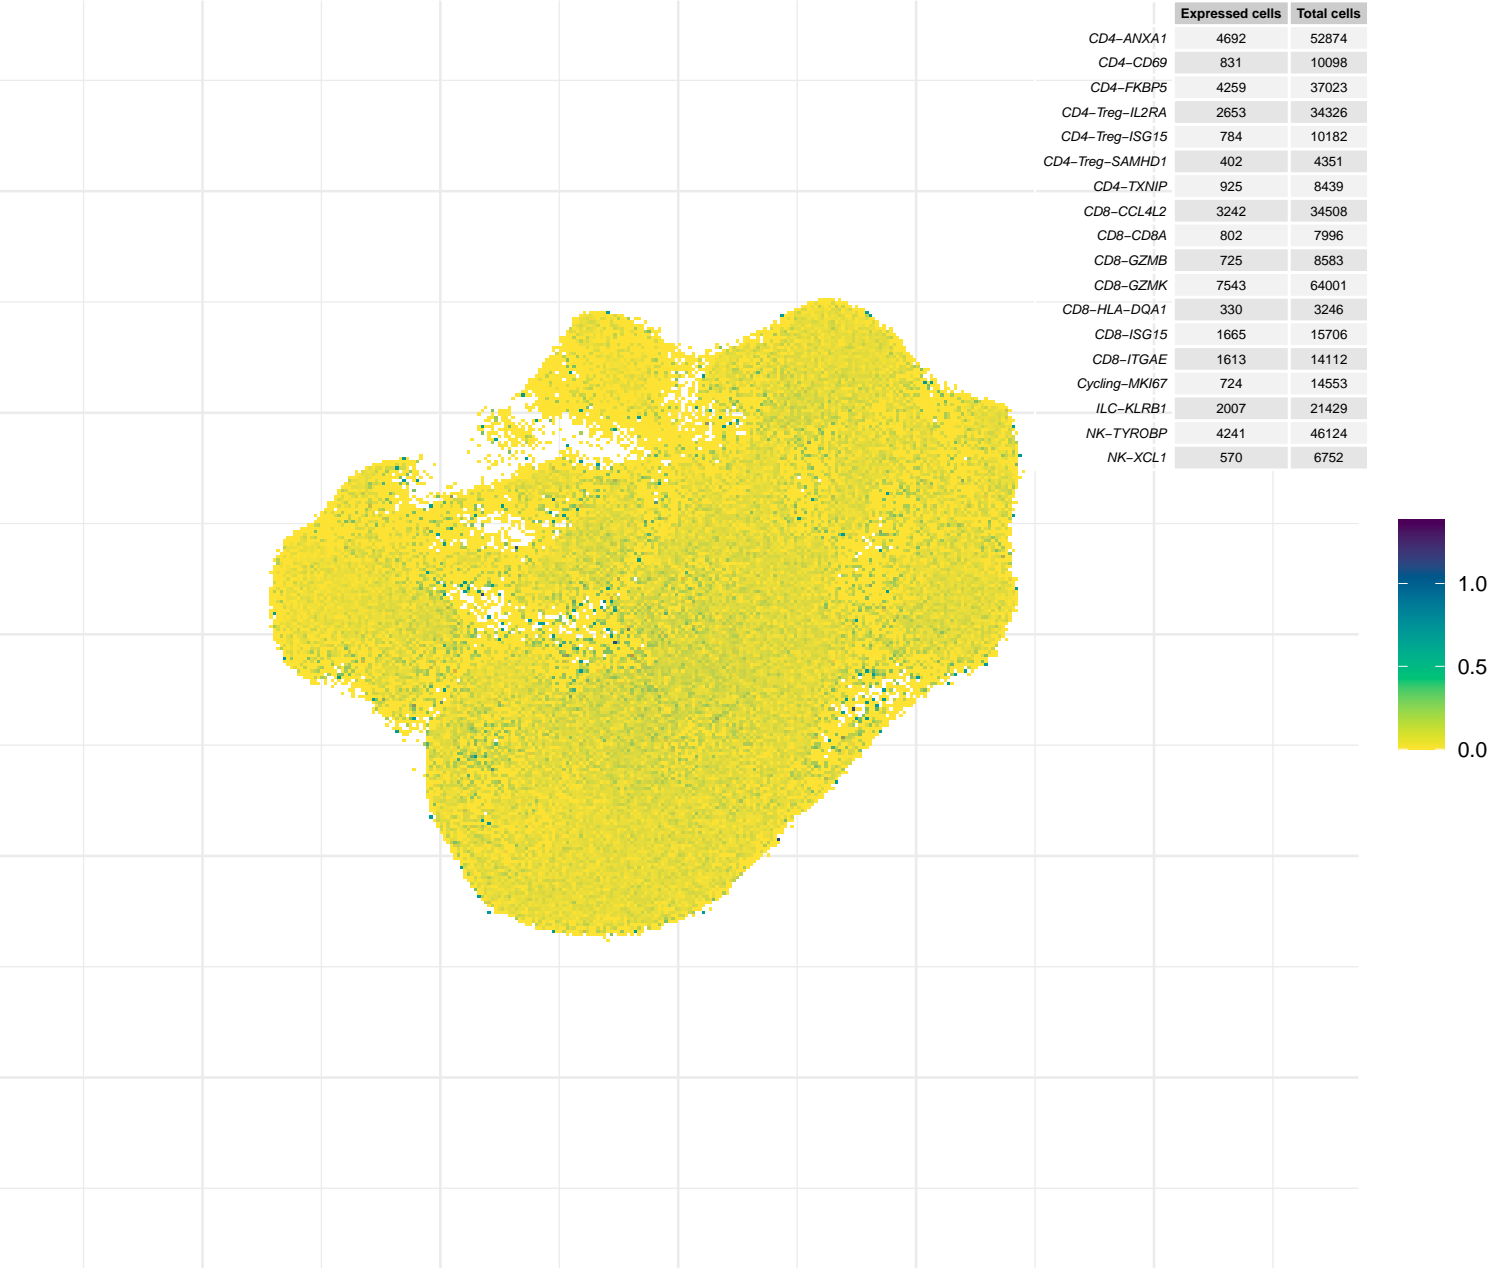 Expressed cells Total cells
CD4−ANXA1 4692 52874
CD4−CD69 831 10098
CD4−FKBP5 4259 37023
CD4−Treg−IL2RA 2653 34326
CD4−Treg−ISG15 784 10182
CD4−Treg−SAMHD1 402 4351
CD4−TXNIP 925 8439
CD8−CCL4L2 3242 34508
CD8−CD8A 802 7996
CD8−GZMB 725 8583
CD8−GZMK 7543 64001
CD8−HLA−DQA1 330 3246
CD8−ISG15 1665 15706
CD8−ITGAE 1613 14112
Cycling−MKI67 724 14553
ILC−KLRB1 2007 21429
NK−TYROBP 4241 46124
NK−XCL1 570 6752
1.0
0.5
0.0